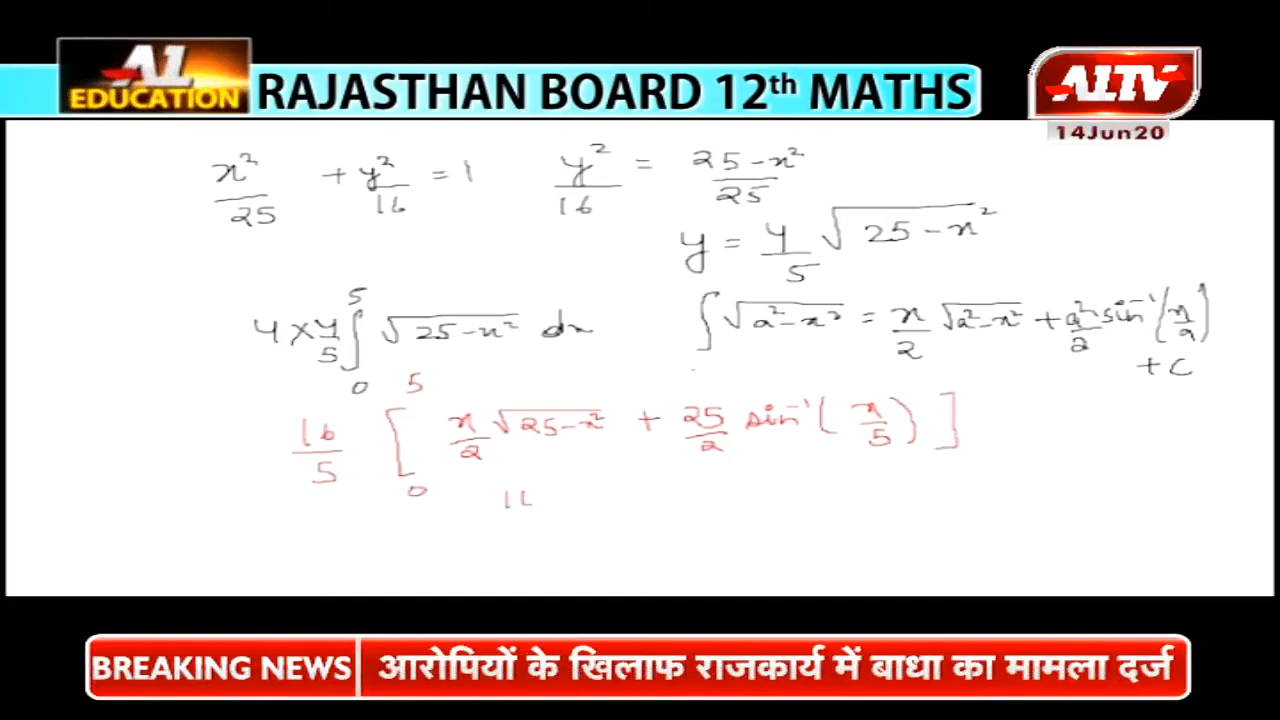 A1
EDUCATION
RAJASTHAN BOARD 12th MATHS
A1TV
14Jun20
x²/25 + y²/16 = 1    y²/16 = (25-x²)/25
y = 4/5 √(25-x²)
4 × 4/5 ∫₀⁵ √(25-x²) dx    ∫√(a²-x²) = x/2 √(a²-x²) + a²/2 sin⁻¹(x/a)
+ C
16/5 [ x/2 √(25-x²) + 25/2 sin⁻¹(x/5) ]₀⁵
BREAKING NEWS आरोपियों के खिलाफ राजकार्य में बाधा का मामला दर्ज